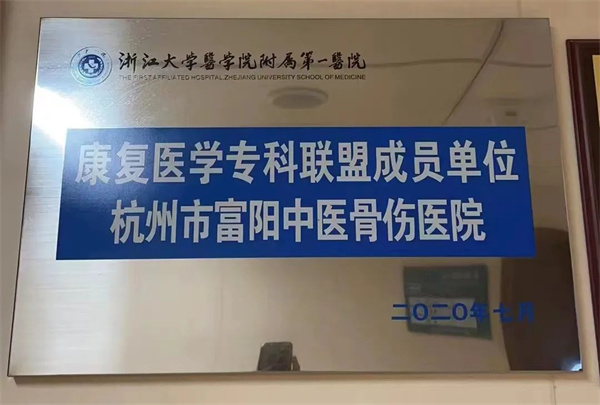 浙江大学醫学院附属第一醫院
THE FIRST AFFILIATED HOSPITAL, ZHEJIANG UNIVERSITY SCHOOL OF MEDICINE
康复医学专科联盟成员单位
杭州市富阳中医骨伤医院
二〇二〇年七月